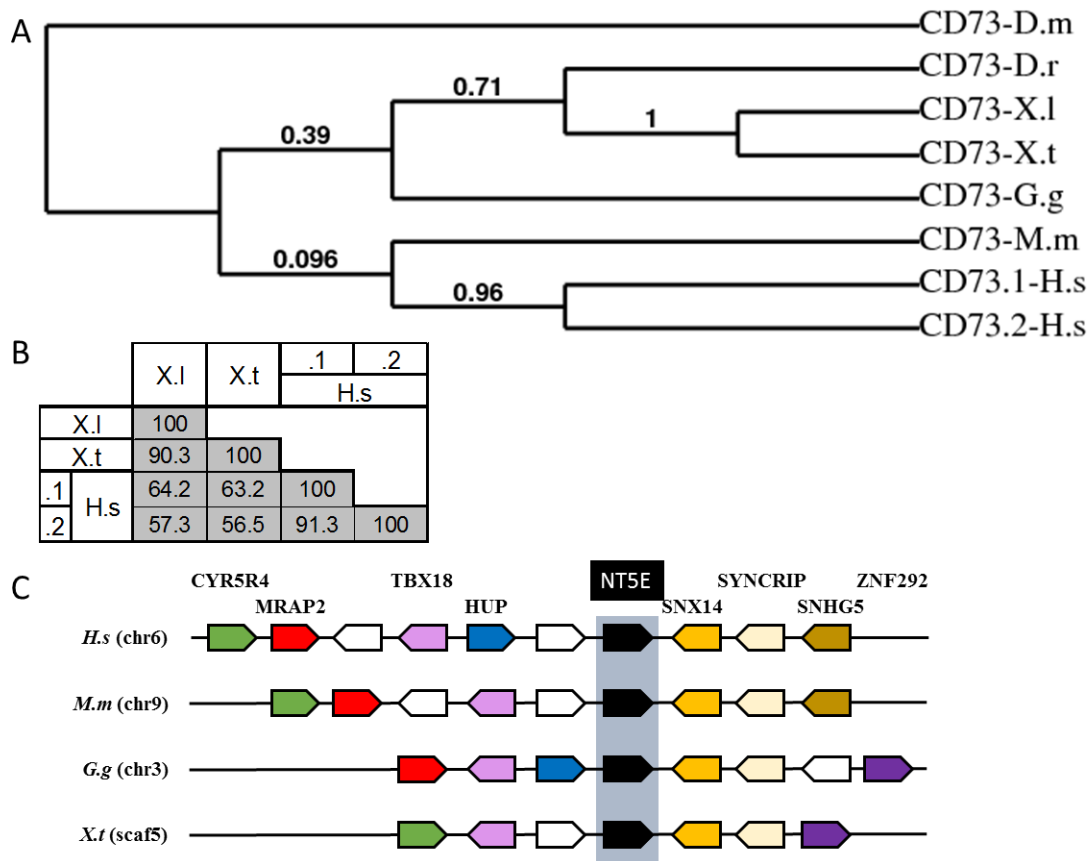 A
CD73-D.m
CD73-D.r
0.71
CD73-X.l
1
0.39
CD73-X.t
CD73-G.g
CD73-M.m
0.096
CD73.1-H.s
0.96
CD73.2-H.s
B
X.l X.t .1 .2
H.s
X.l 100
X.t 90.3 100
.1 H.s 64.2 63.2 100
.2 57.3 56.5 91.3 100
C
CYR5R4 TBX18 NT5E SYNCRIP ZNF292
MRAP2 HUP SNX14 SNHG5
H.s (chr6)
M.m (chr9)
G.g (chr3)
X.t (scaf5)